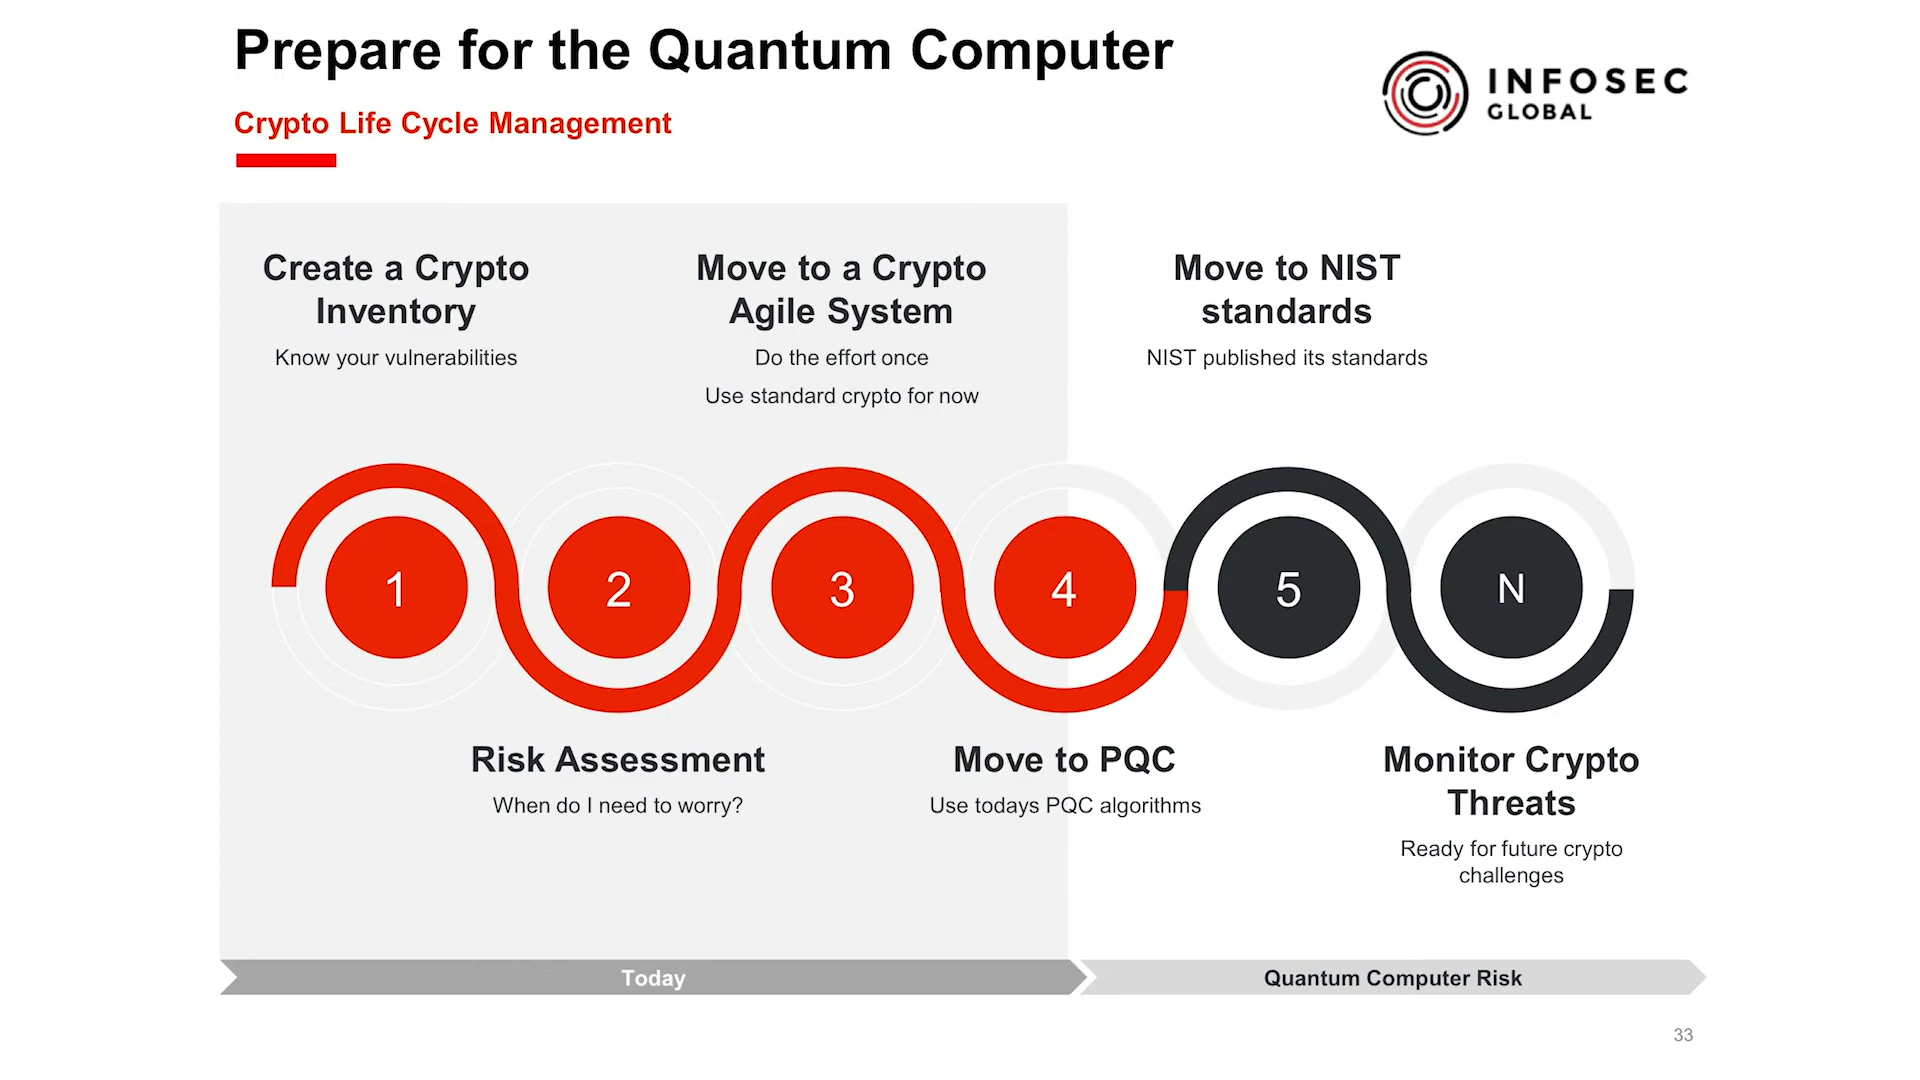 Prepare for the Quantum Computer
Crypto Life Cycle Management
INFOSEC
GLOBAL
Create a Crypto
Inventory
Know your vulnerabilities
Move to a Crypto
Agile System
Do the effort once
Use standard crypto for now
Move to NIST
standards
NIST published its standards
1
2
3
4
5
N
Risk Assessment
When do I need to worry?
Move to PQC
Use todays PQC algorithms
Monitor Crypto
Threats
Ready for future crypto
challenges
Today
Quantum Computer Risk
33